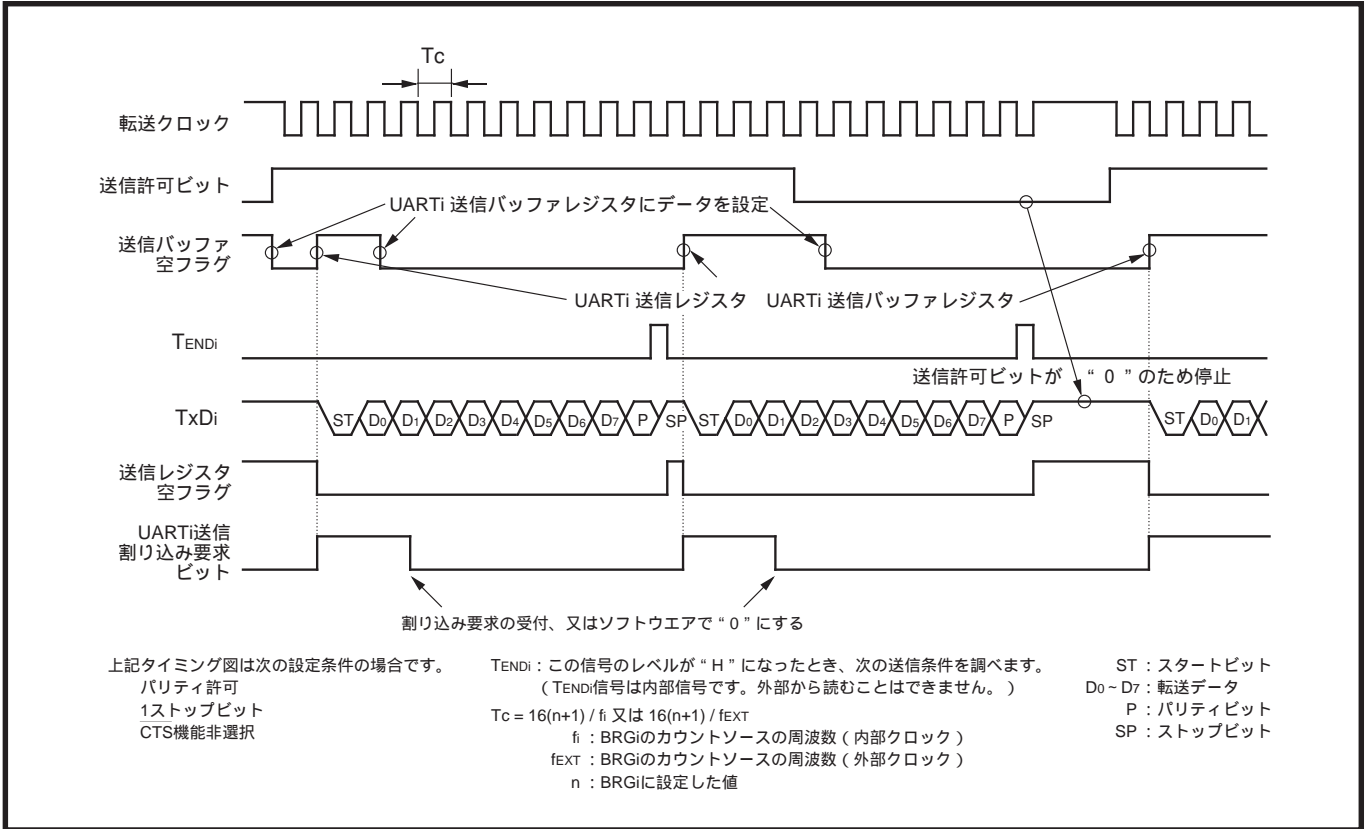 Tc
転送クロック
送信許可ビット
UARTi 送信バッファレジスタにデータを設定
送信バッファ
空フラグ
UARTi 送信レジスタ UARTi 送信バッファレジスタ
TENDi
送信許可ビットが “ 0 ” のため停止
TxDi
ST D0 D1 D2 D3 D4 D5 D6 D7 P SP ST D0 D1 D2 D3 D4 D5 D6 D7 P SP ST D0 D1
送信レジスタ
空フラグ
UARTi送信
割り込み要求
ビット
割り込み要求の受付、又はソフトウエアで “ 0 ” にする
上記タイミング図は次の設定条件の場合です。
パリティ許可
1ストップビット
CTS機能非選択
TENDi : この信号のレベルが “ H ” になったとき、次の送信条件を調べます。
( TENDi信号は内部信号です。外部から読むことはできません。 )
Tc = 16(n+1) / fi 又は 16(n+1) / fEXT
fi : BRGiのカウントソースの周波数 ( 内部クロック )
fEXT : BRGiのカウントソースの周波数 ( 外部クロック )
n : BRGiに設定した値
ST : スタートビット
D0 ~ D7 : 転送データ
P : パリティビット
SP : ストップビット